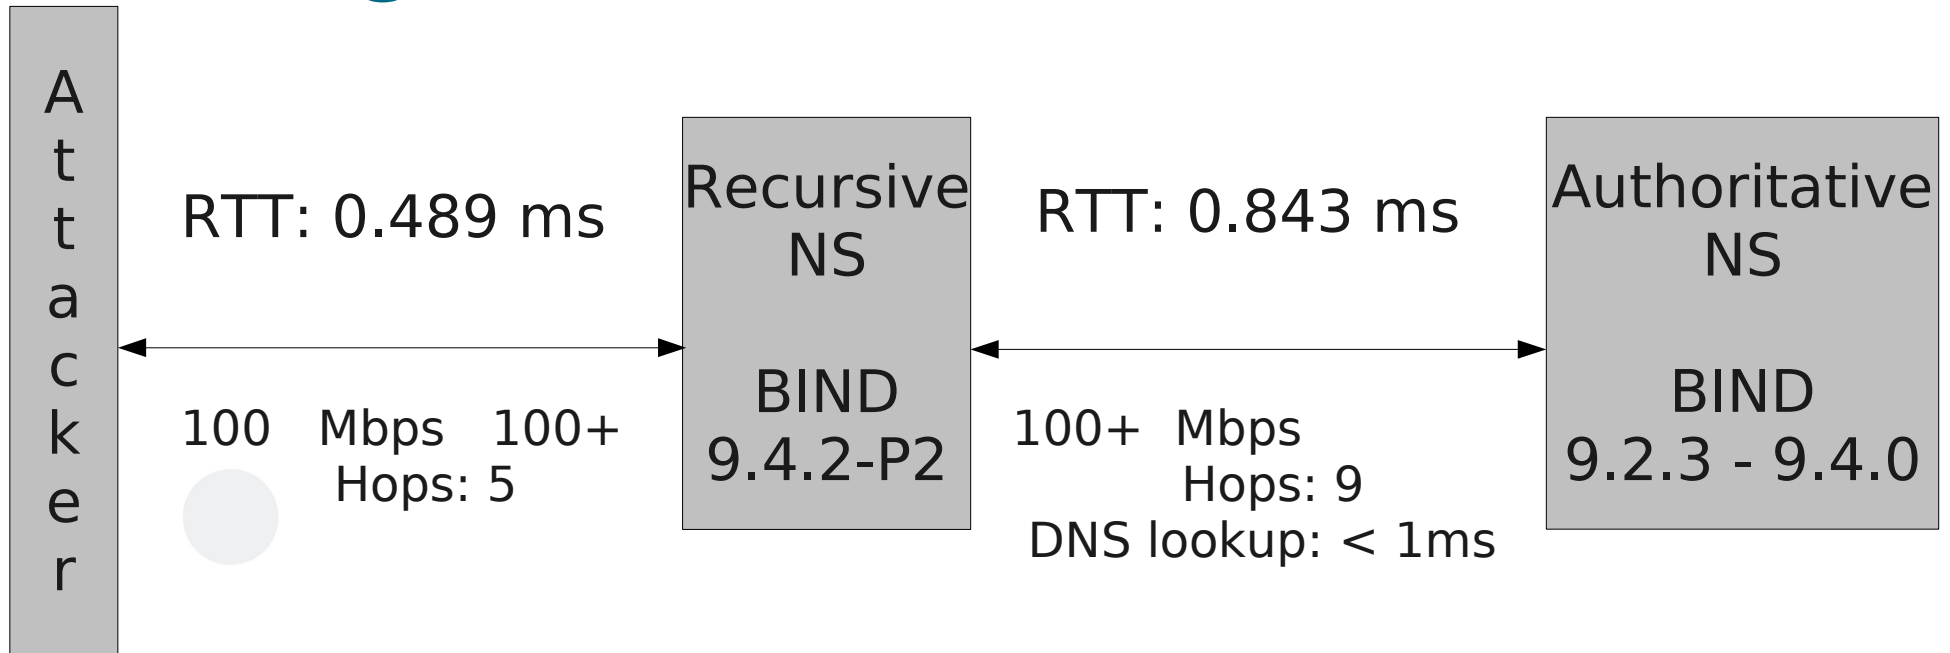 Attacker
RTT: 0.489 ms
100 Mbps 100+
Hops: 5
Recursive
NS
BIND
9.4.2-P2
RTT: 0.843 ms
100+ Mbps
Hops: 9
DNS lookup: < 1ms
Authoritative
NS
BIND
9.2.3 - 9.4.0